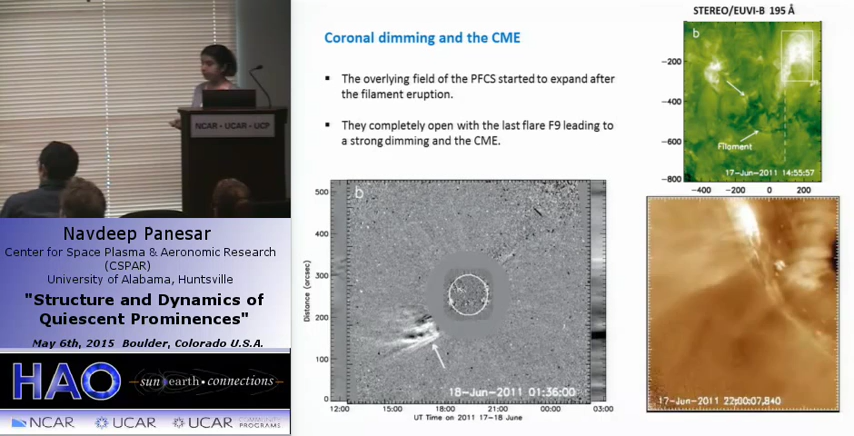 NCAR • UCAR • UCP
Navdeep Panesar
Center for Space Plasma & Aeronomic Research
(CSPAR)
University of Alabama, Huntsville
"Structure and Dynamics of
Quiescent Prominences"
May 6th, 2015 Boulder, Colorado U.S.A.
HAO
sun earth • connections
NCAR
UCAR
UCAR
COMMUNITY
PROGRAMS
Coronal dimming and the CME
▪ The overlying field of the PFCS started to expand after
the filament eruption.
▪ They completely open with the last flare F9 leading to
a strong dimming and the CME.
STEREO/EUVI-B 195 Å
b
-200
-400
-600
-800
Filament
17-Jun-2011 14:55:57
-400 -200 0 200
b
500
400
300
200
100
0
Distance (arcsec)
18-Jun-2011 01:36:00
12:00 15:00 18:00 21:00 00:00 03:00
UT Time on 2011 17-18 June
17-Jun-2011 22:00:07.840